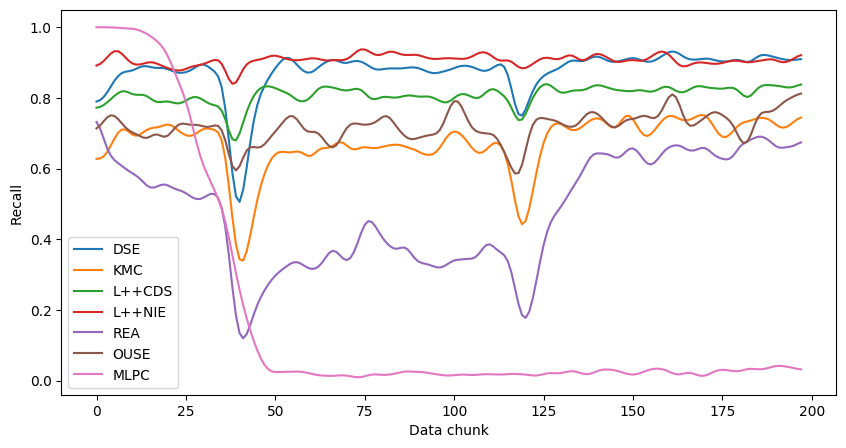 1.0
0.8
0.6
0.4
0.2
0.0
Recall
DSE
KMC
L++CDS
L++NIE
REA
OUSE
MLPC
0 25 50 75 100 125 150 175 200
Data chunk